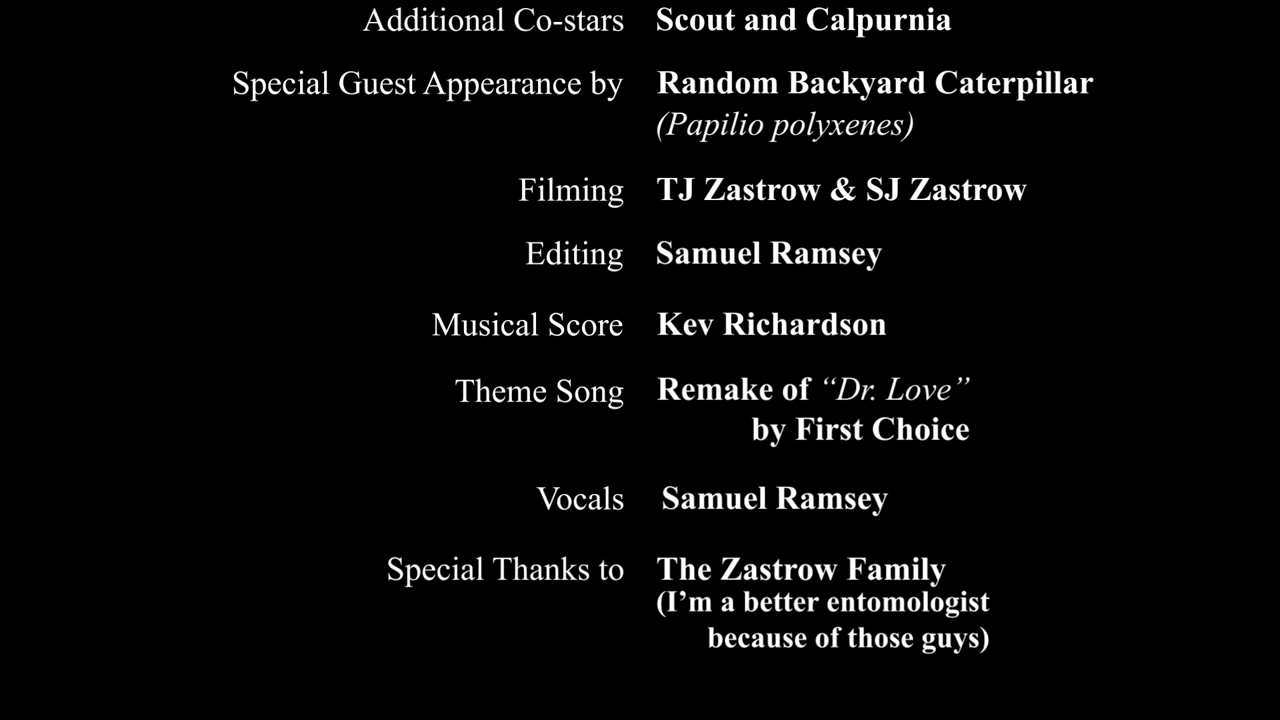 Additional Co-stars Scout and Calpurnia
Special Guest Appearance by Random Backyard Caterpillar
(Papilio polyxenes)
Filming TJ Zastrow & SJ Zastrow
Editing Samuel Ramsey
Musical Score Kev Richardson
Theme Song Remake of “Dr. Love”
by First Choice
Vocals Samuel Ramsey
Special Thanks to The Zastrow Family
(I’m a better entomologist
because of those guys)